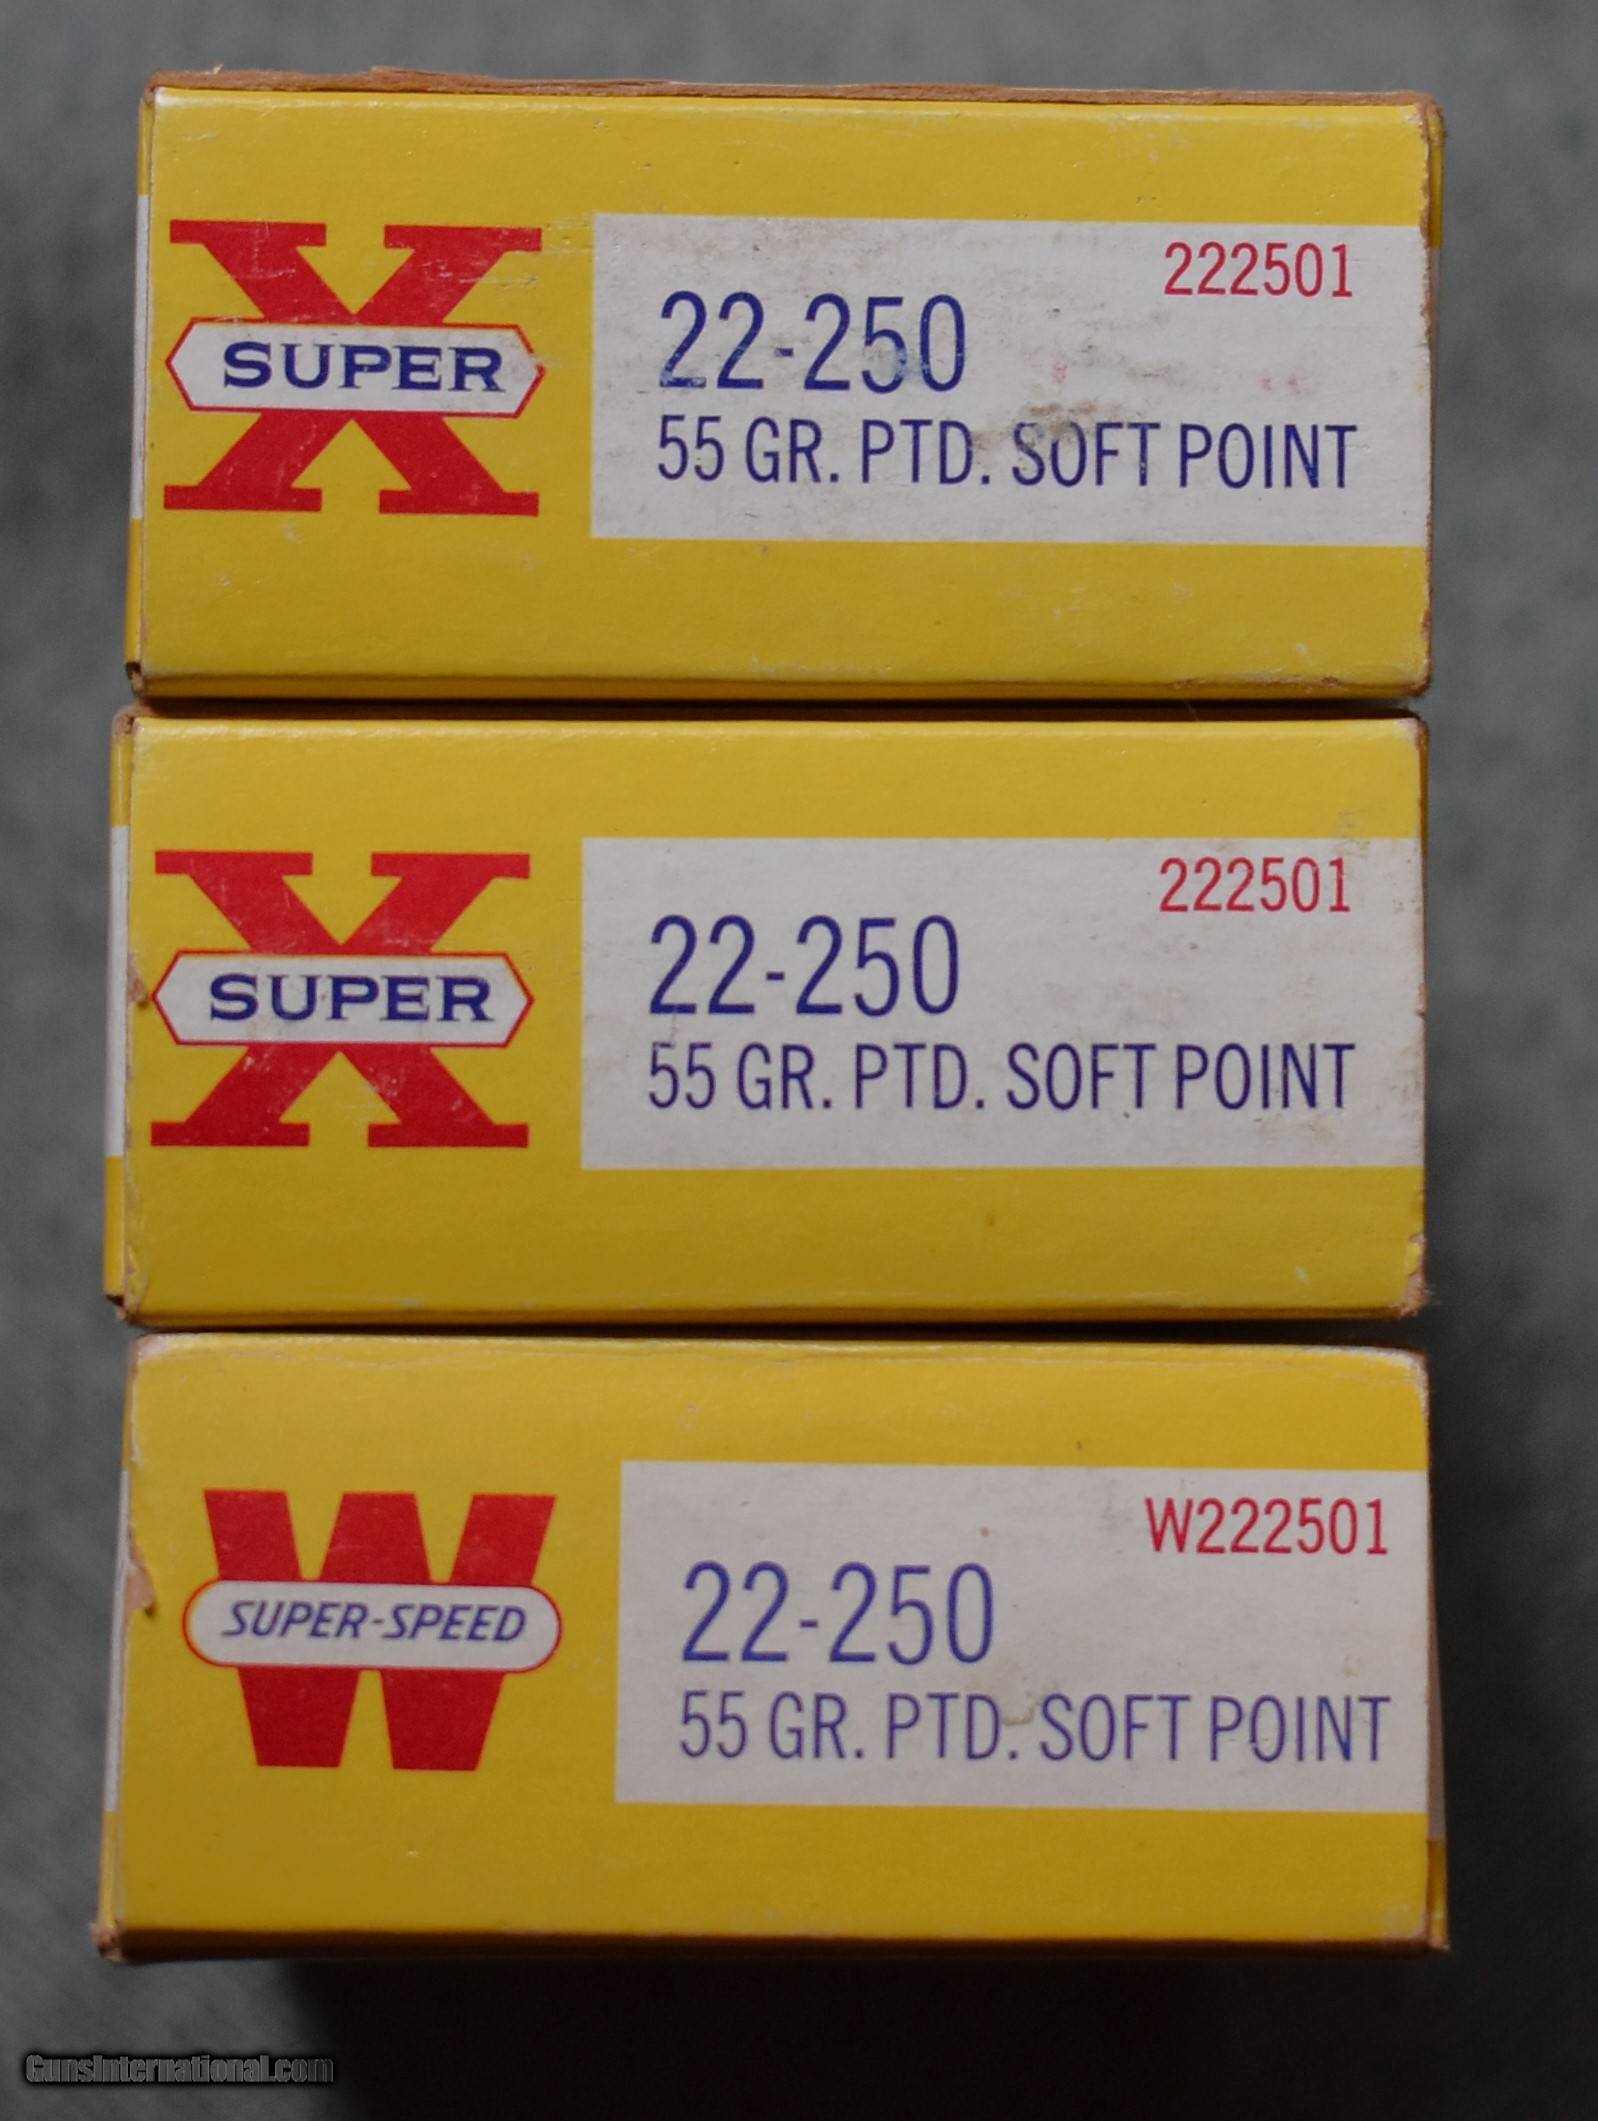 222501
X
SUPER
22-250
55 GR. PTD. SOFT POINT
222501
X
SUPER
22-250
55 GR. PTD. SOFT POINT
W222501
W
SUPER-SPEED
22-250
55 GR. PTD. SOFT POINT
GunsInternational.com